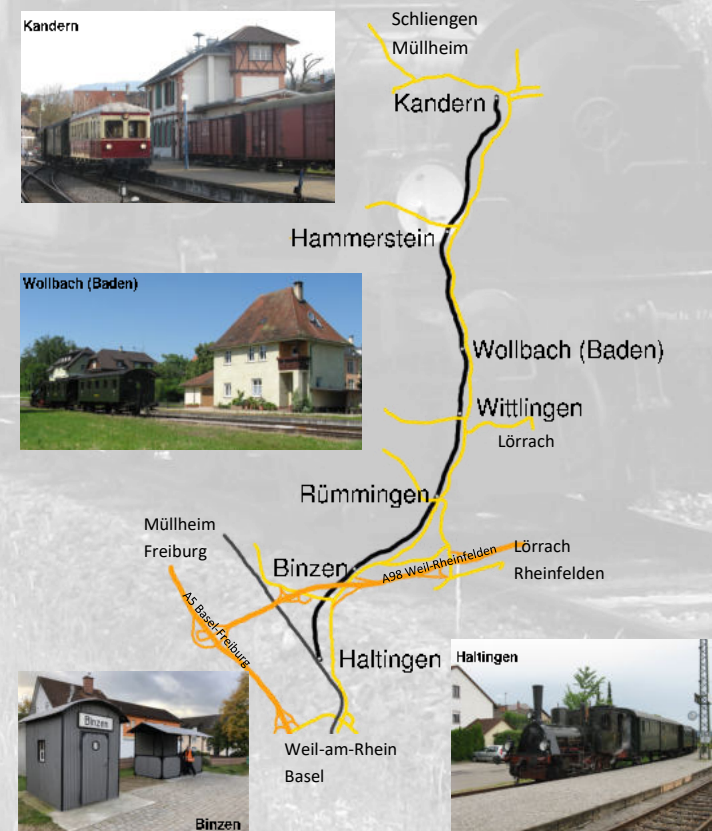 Kandern
Schliengen
Müllheim
Kandern
Hammerstein
Wollbach (Baden)
Wollbach (Baden)
Wittlingen
Lörrach
Rümmingen
Müllheim
Freiburg
Binzen
A98 Weil-Rheinfelden
Lörrach
Rheinfelden
A5 Basel-Freiburg
Haltingen
Haltingen
Binzen
Weil-am-Rhein
Basel
Binzen